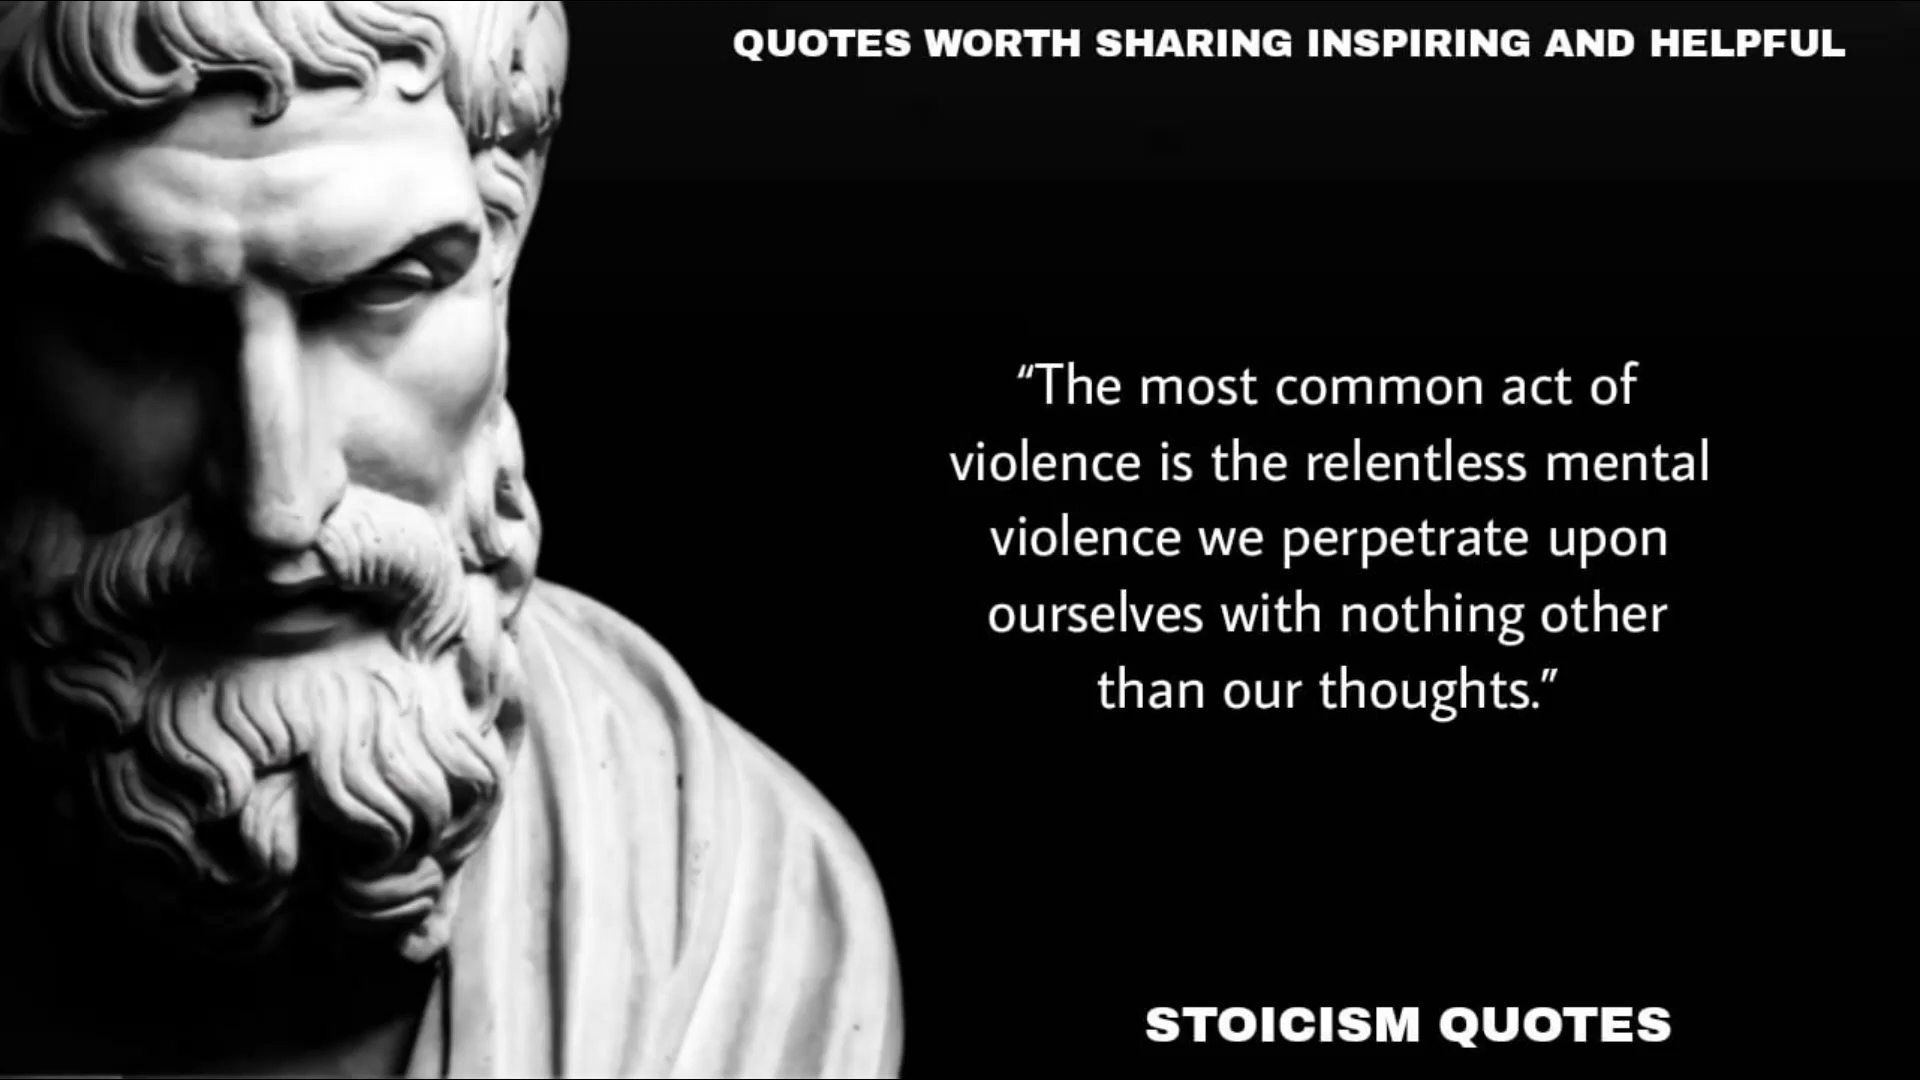 QUOTES WORTH SHARING INSPIRING AND HELPFUL
“The most common act of
violence is the relentless mental
violence we perpetrate upon
ourselves with nothing other
than our thoughts.”
STOICISM QUOTES